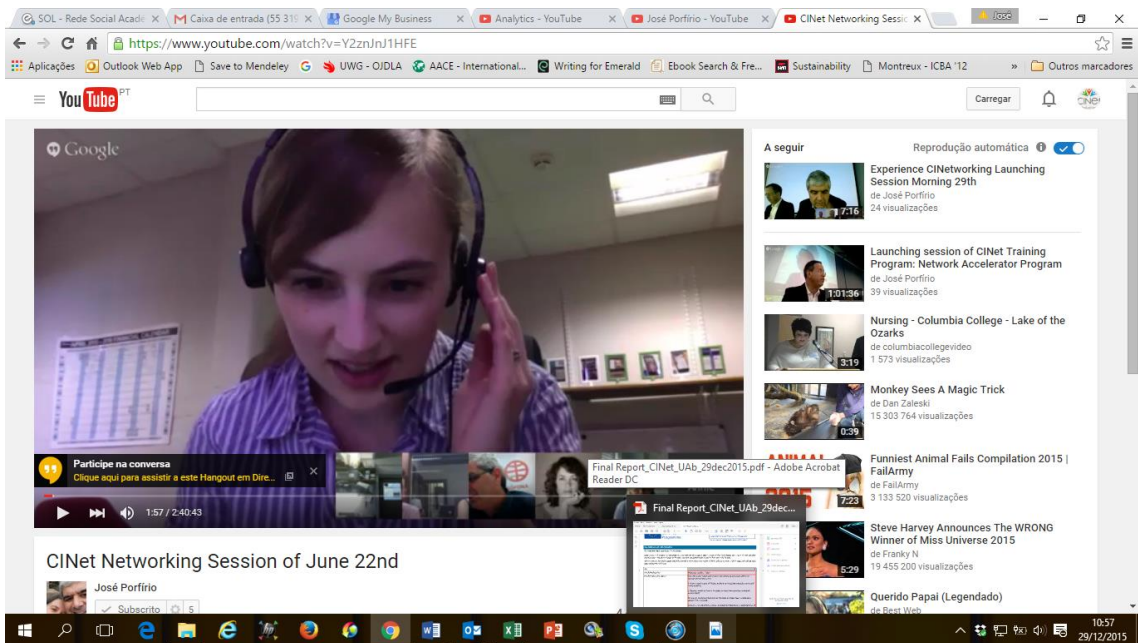 SOL - Rede Social Acadé
Caixa de entrada (55 319
Google My Business
Analytics - YouTube
José Porfírio - YouTube
CINet Networking Sessic
José
https://www.youtube.com/watch?v=Y2znJnJ1HFE
Aplicações
Outlook Web App
Save to Mendeley
UWG - OJDLA
AACE - International...
Writing for Emerald
Ebook Search & Fre...
Sustainability
Montreux - ICBA '12
»
Outros marcadores
You Tube PT
Carregar
Google
A seguir
Reprodução automática
Experience CINetworking Launching
Session Morning 29th
de José Porfírio
24 visualizações
7:16
Launching session of CINet Training
Program: Network Accelerator Program
de José Porfírio
39 visualizações
1:01:36
Nursing - Columbia College - Lake of the
Ozarks
de columbiacollegevideo
1 573 visualizações
3:19
Monkey Sees A Magic Trick
de Dan Zaleski
15 303 764 visualizações
0:39
Funniest Animal Fails Compilation 2015 |
FailArmy
de FailArmy
3 133 520 visualizações
7:23
Steve Harvey Announces The WRONG
Winner of Miss Universe 2015
de Franky N
19 455 200 visualizações
5:29
Querido Papai (Legendado)
de Best Web
Participe na conversa
Clique aqui para assistir a este Hangout em Dire...
Final Report_CINet_UAb_29dec2015.pdf - Adobe Acrobat
Reader DC
1:57 / 2:40:43
Final Report_CINet_UAb_29dec...
CINet Networking Session of June 22nd
José Porfírio
Subscrito 5
10:57
29/12/2015